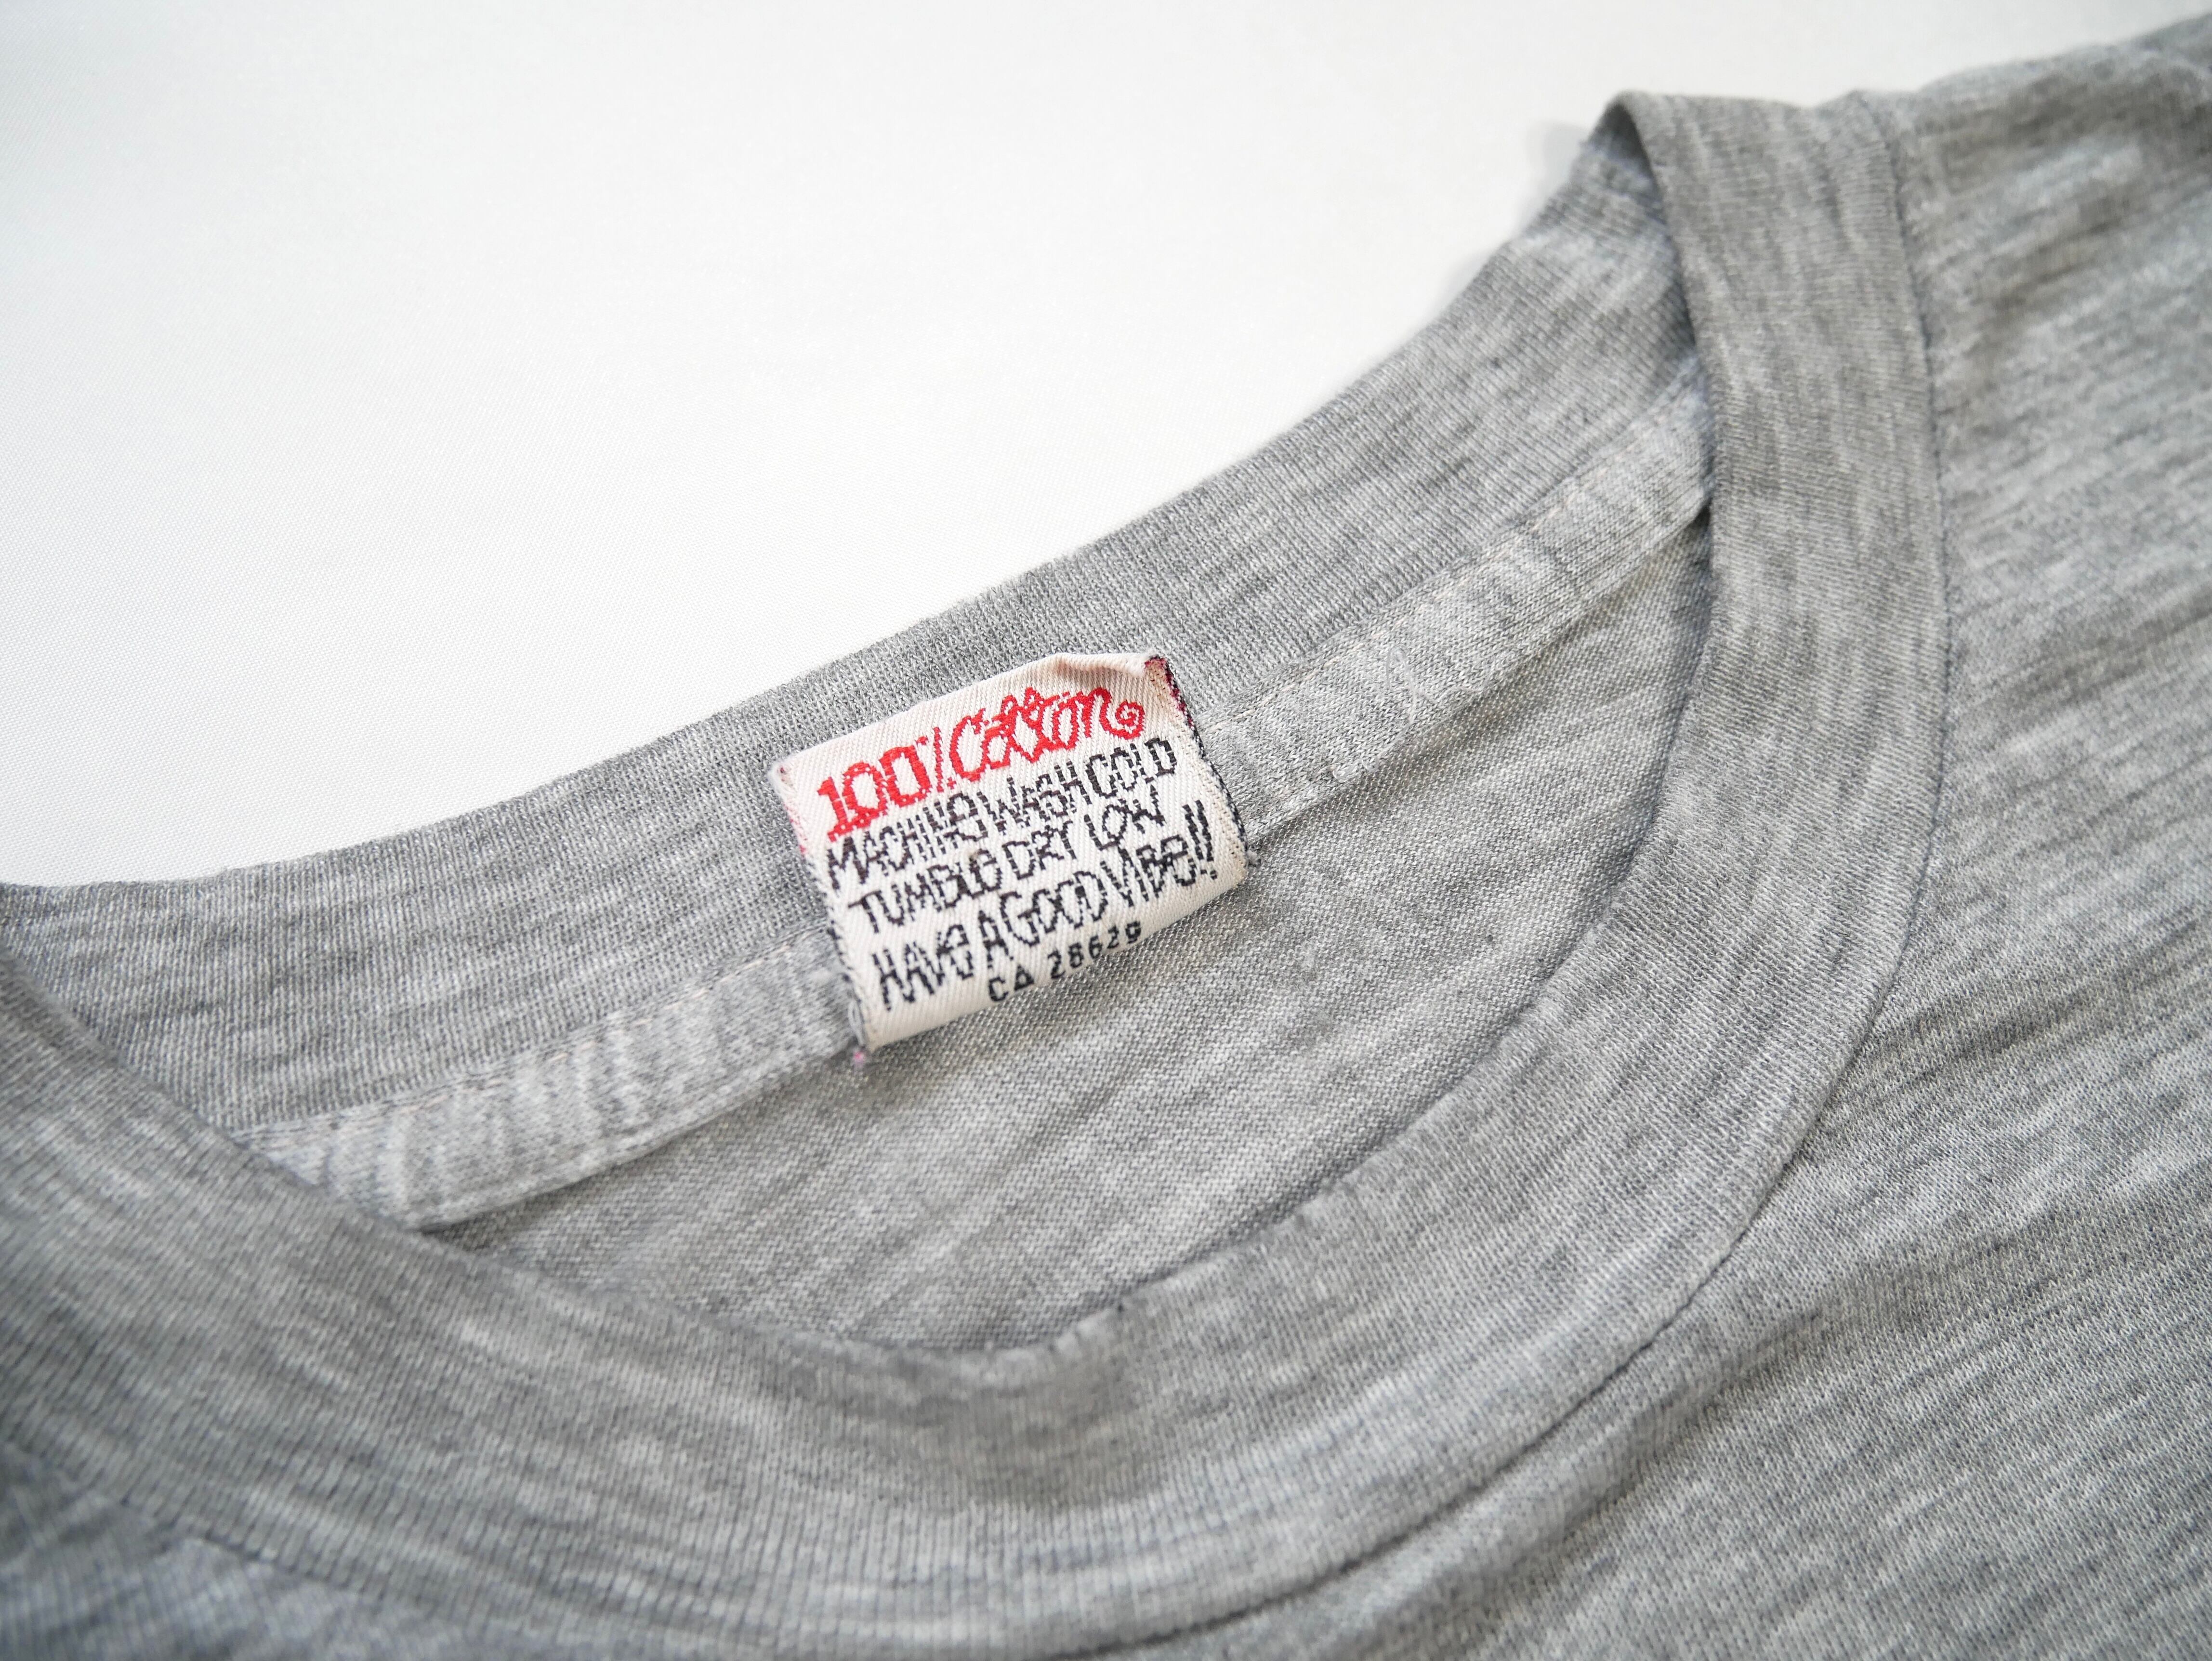 100% Cotton
MACHINE WASH COLD
TUMBLE DRY LOW
HAVE A GOOD VIBE!!
CA 28629